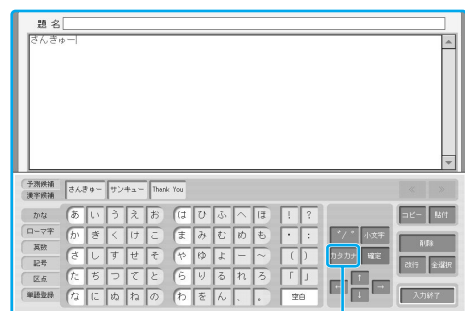 題 名
さんきゅー
予測候補
漢字候補
さんきゅー サンキュー Thank You
かな あ い う え お は ひ ふ へ ほ ! ?
ローマ字 か き く け こ ま み む め も ・ :
英数 さ し す せ そ や ゆ よ ー 〜 ( )
記号 た ち つ て と ら り る れ ろ 「 」
区点
単語登録 な に ぬ ね の わ を ん 、 。 空白
゛/゜ 小文字
カタカナ 確定
← ↑ ↓ →
コピー 貼付
削除
改行 全選択
入力終了